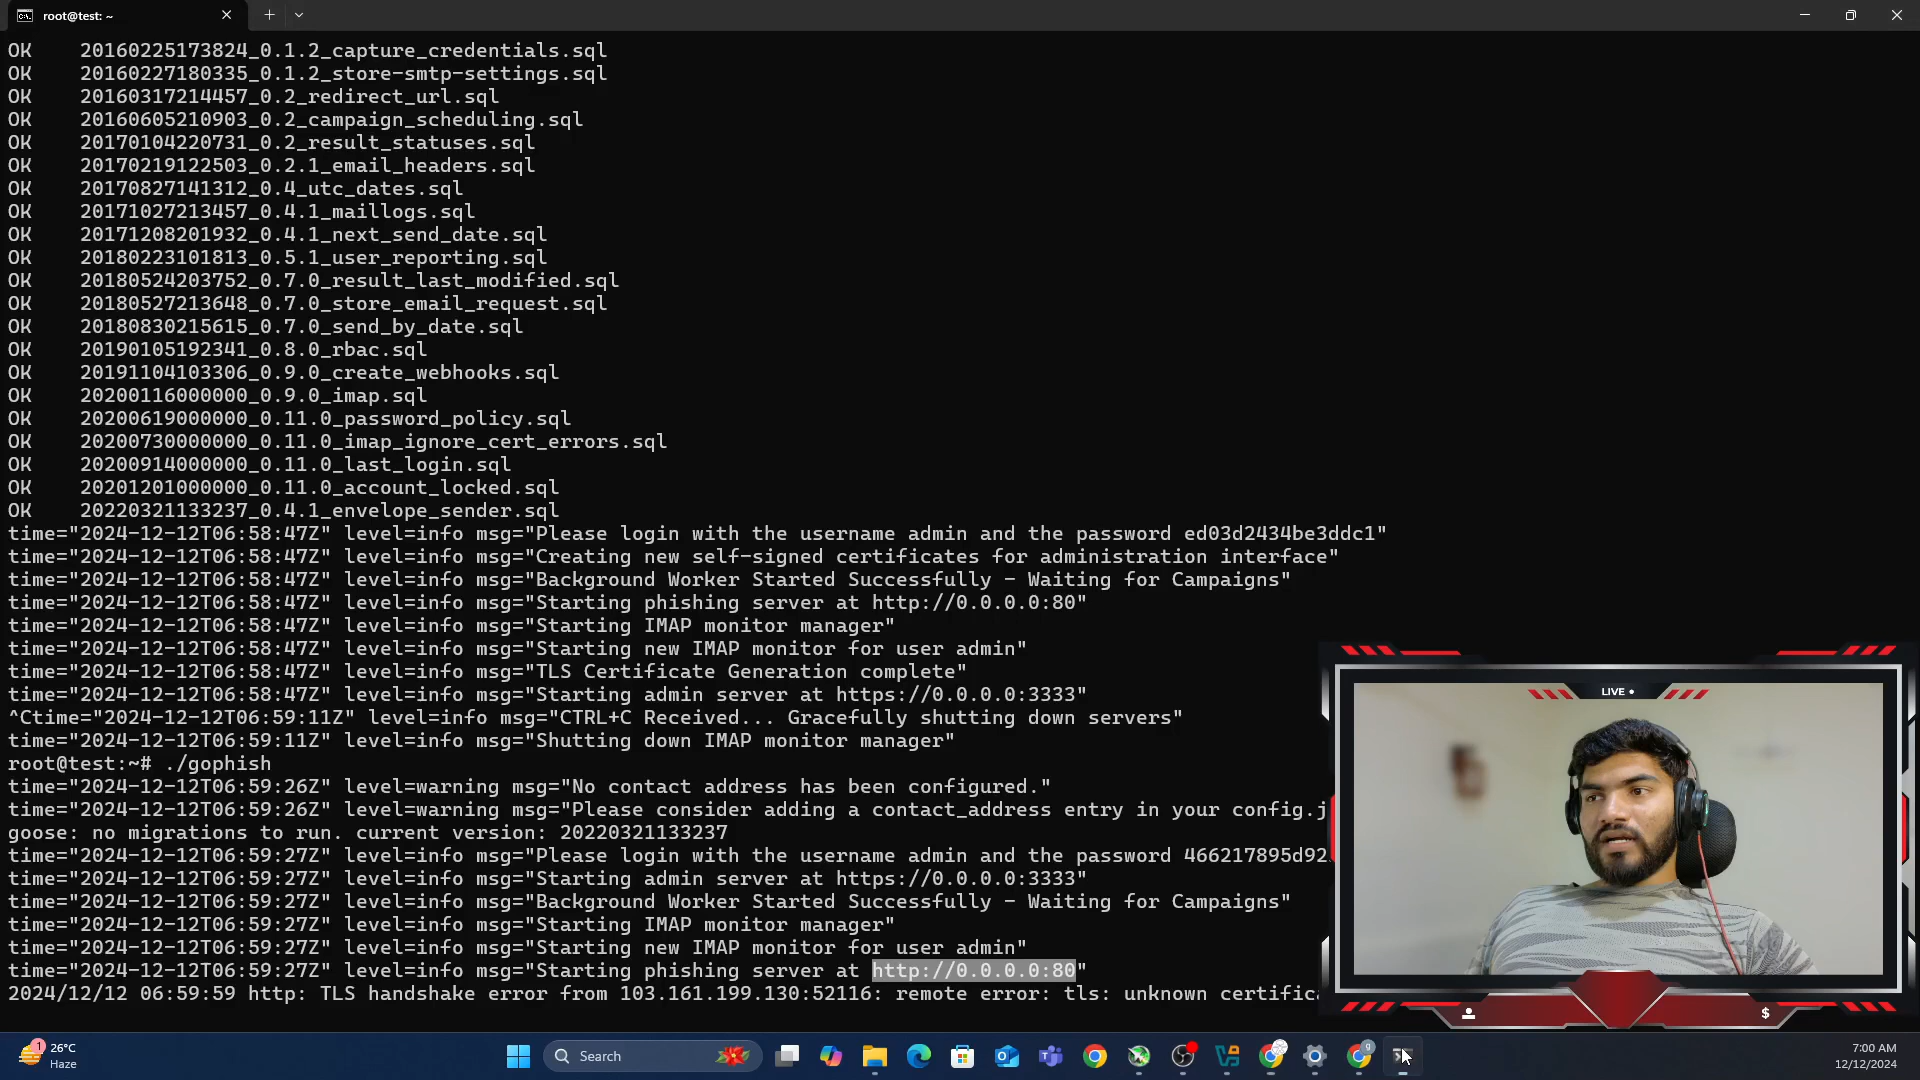 root@test: ~
OK 20160225173824_0.1.2_capture_credentials.sql
OK 20160227180335_0.1.2_store-smtp-settings.sql
OK 20160317214457_0.2_redirect_url.sql
OK 20160605210903_0.2_campaign_scheduling.sql
OK 20170104220731_0.2_result_statuses.sql
OK 20170219122503_0.2.1_email_headers.sql
OK 20170827141312_0.4_utc_dates.sql
OK 20171027213457_0.4.1_maillogs.sql
OK 20171208201932_0.4.1_next_send_date.sql
OK 20180223101813_0.5.1_user_reporting.sql
OK 20180524203752_0.7.0_result_last_modified.sql
OK 20180527213648_0.7.0_store_email_request.sql
OK 20180830215615_0.7.0_send_by_date.sql
OK 20190105192341_0.8.0_rbac.sql
OK 20191104103306_0.9.0_create_webhooks.sql
OK 20200116000000_0.9.0_imap.sql
OK 20200619000000_0.11.0_password_policy.sql
OK 20200730000000_0.11.0_imap_ignore_cert_errors.sql
OK 20200914000000_0.11.0_last_login.sql
OK 20201201000000_0.11.0_account_locked.sql
OK 20220321133237_0.4.1_envelope_sender.sql
time="2024-12-12T06:58:47Z" level=info msg="Please login with the username admin and the password ed03d2434be3ddc1"
time="2024-12-12T06:58:47Z" level=info msg="Creating new self-signed certificates for administration interface"
time="2024-12-12T06:58:47Z" level=info msg="Background Worker Started Successfully - Waiting for Campaigns"
time="2024-12-12T06:58:47Z" level=info msg="Starting phishing server at http://0.0.0.0:80"
time="2024-12-12T06:58:47Z" level=info msg="Starting IMAP monitor manager"
time="2024-12-12T06:58:47Z" level=info msg="Starting new IMAP monitor for user admin"
time="2024-12-12T06:58:47Z" level=info msg="TLS Certificate Generation complete"
time="2024-12-12T06:58:47Z" level=info msg="Starting admin server at https://0.0.0.0:3333"
^Ctime="2024-12-12T06:59:11Z" level=info msg="CTRL+C Received... Gracefully shutting down servers"
time="2024-12-12T06:59:11Z" level=info msg="Shutting down IMAP monitor manager"
root@test:~# ./gophish
time="2024-12-12T06:59:26Z" level=warning msg="No contact address has been configured."
time="2024-12-12T06:59:26Z" level=warning msg="Please consider adding a contact_address entry in your config.j
goose: no migrations to run. current version: 20220321133237
time="2024-12-12T06:59:27Z" level=info msg="Please login with the username admin and the password 466217895d92
time="2024-12-12T06:59:27Z" level=info msg="Starting admin server at https://0.0.0.0:3333"
time="2024-12-12T06:59:27Z" level=info msg="Background Worker Started Successfully - Waiting for Campaigns"
time="2024-12-12T06:59:27Z" level=info msg="Starting IMAP monitor manager"
time="2024-12-12T06:59:27Z" level=info msg="Starting new IMAP monitor for user admin"
time="2024-12-12T06:59:27Z" level=info msg="Starting phishing server at http://0.0.0.0:80"
2024/12/12 06:59:59 http: TLS handshake error from 103.161.199.130:52116: remote error: tls: unknown certifica
LIVE
$
1
26°C
Haze
Search
7:00 AM
12/12/2024